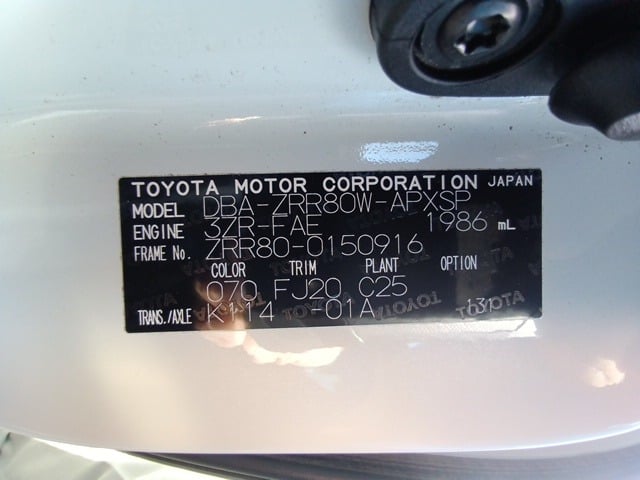 TOYOTA MOTOR CORPORATION JAPAN
MODEL DBA-ZRR80W-APXSP
ENGINE 3ZR-FAE 1986 mL
FRAME No. ZRR80-0150916
COLOR TRIM PLANT OPTION
070 FJ20 C25
TRANS./AXLE K114 -01A 131